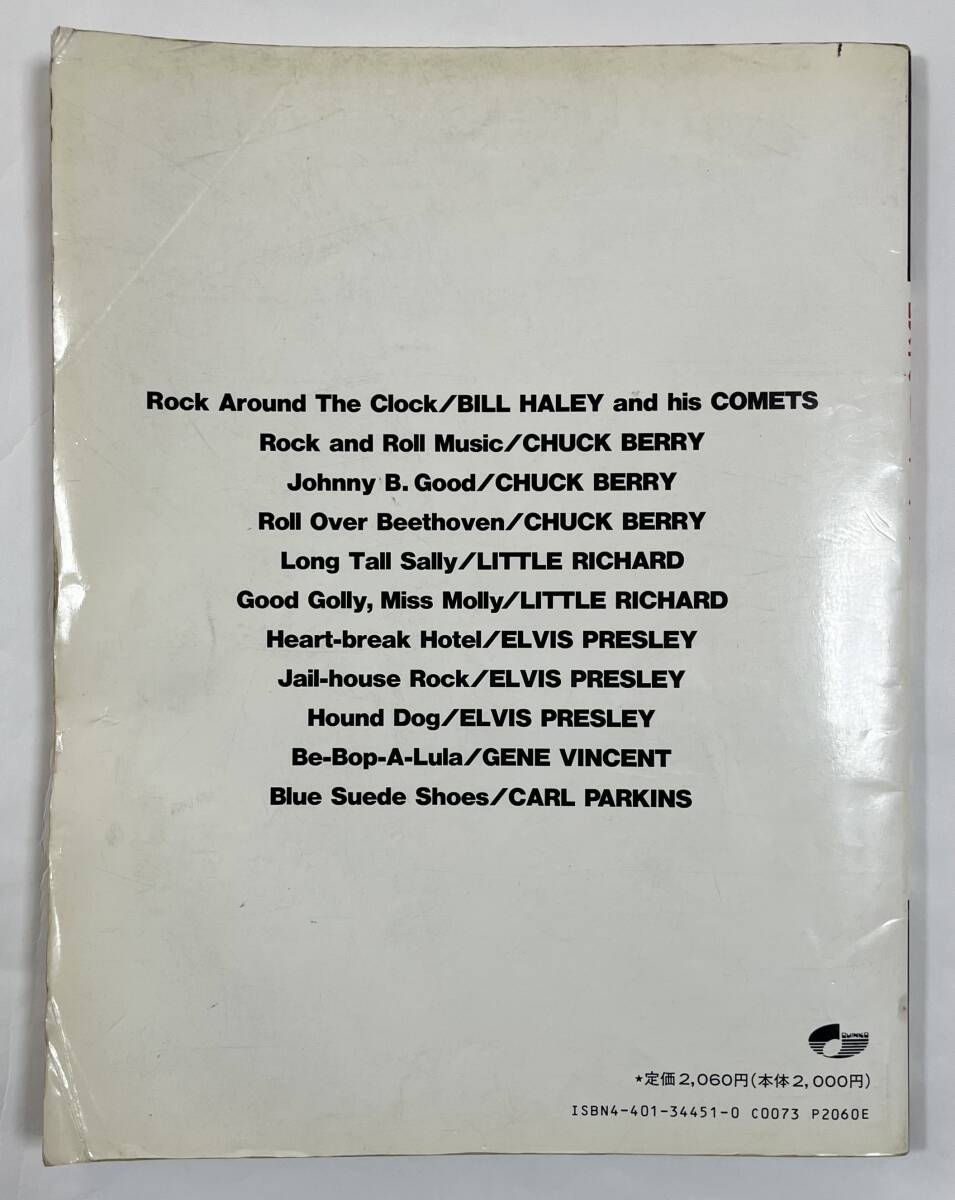 Rock Around The Clock/BILL HALEY and his COMETS
Rock and Roll Music/CHUCK BERRY
Johnny B. Good/CHUCK BERRY
Roll Over Beethoven/CHUCK BERRY
Long Tall Sally/LITTLE RICHARD
Good Golly, Miss Molly/LITTLE RICHARD
Heart-break Hotel/ELVIS PRESLEY
Jail-house Rock/ELVIS PRESLEY
Hound Dog/ELVIS PRESLEY
Be-Bop-A-Lula/GENE VINCENT
Blue Suede Shoes/CARL PARKINS
★定価2,060円(本体2,000円)
ISBN4-401-34451-0 C0073 P2060E